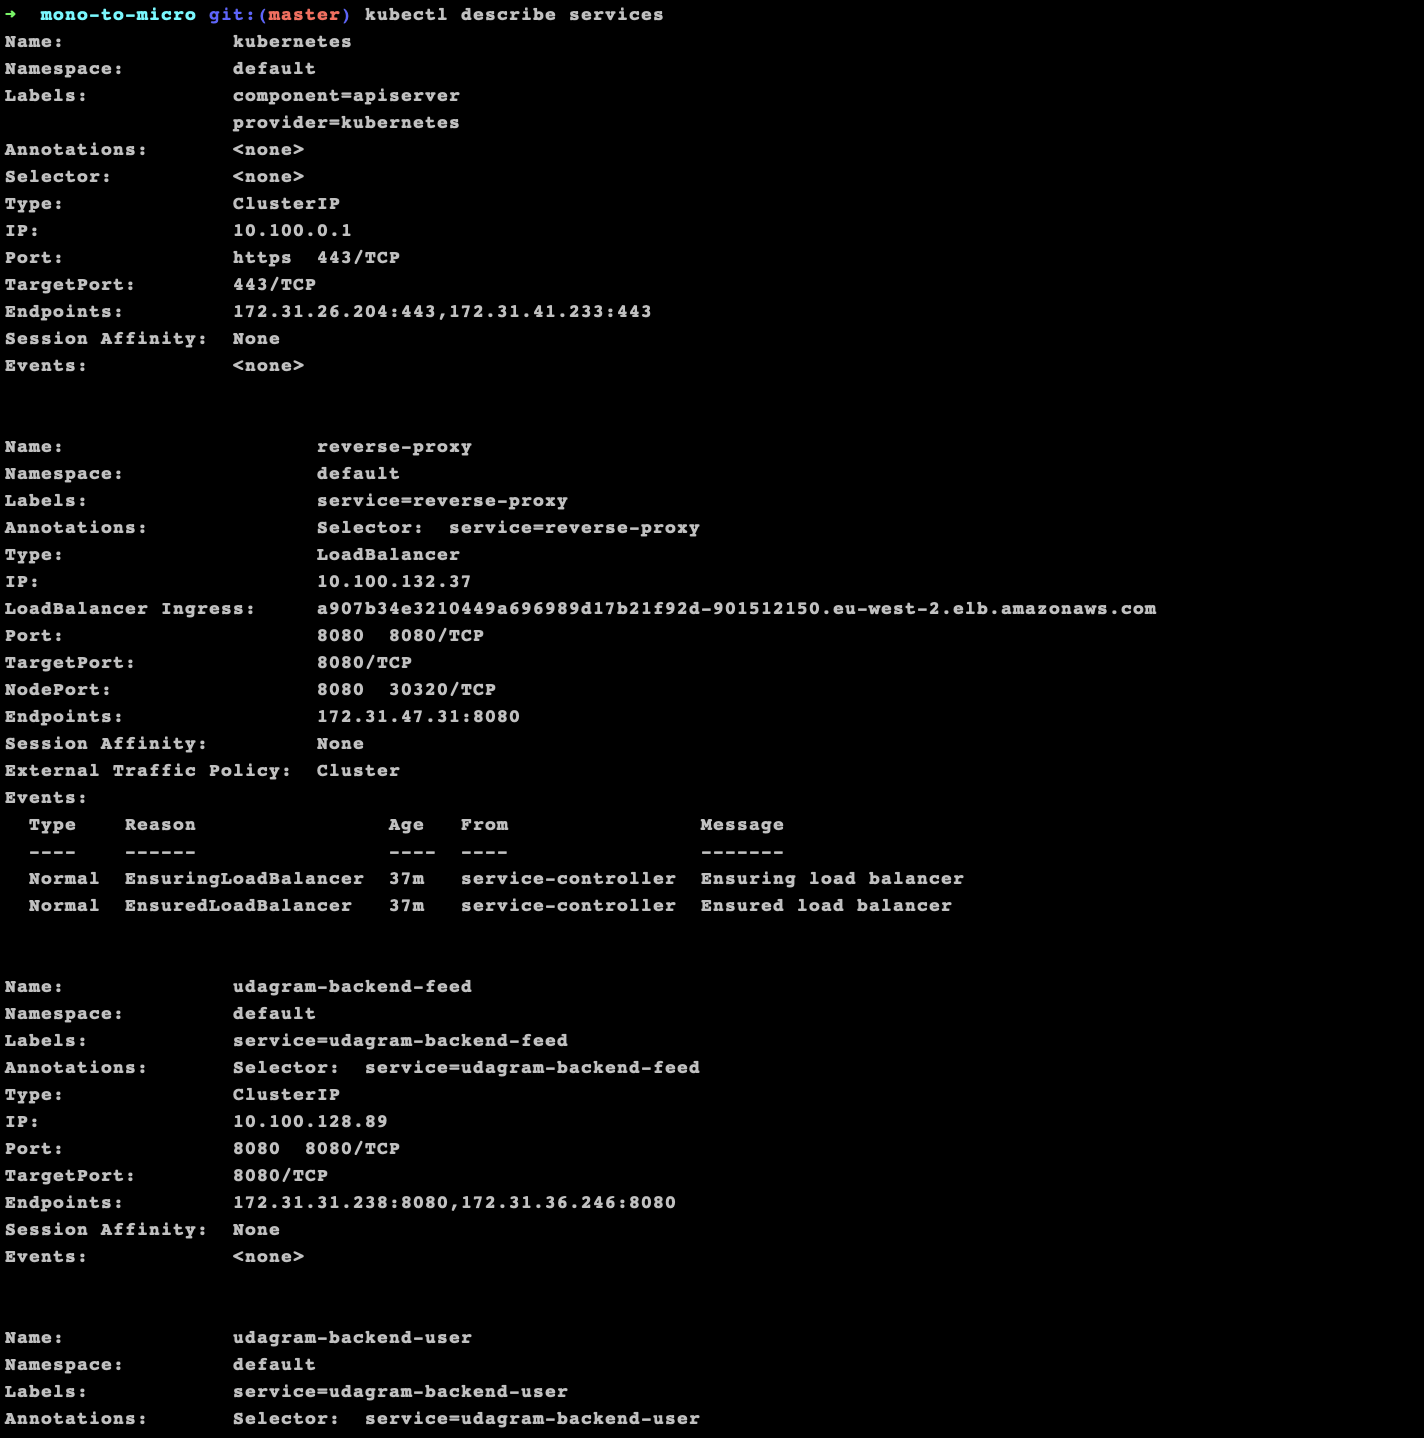 ➜  mono-to-micro git:(master) kubectl describe services
Name:              kubernetes
Namespace:         default
Labels:            component=apiserver
                   provider=kubernetes
Annotations:       <none>
Selector:          <none>
Type:              ClusterIP
IP:                10.100.0.1
Port:              https  443/TCP
TargetPort:        443/TCP
Endpoints:         172.31.26.204:443,172.31.41.233:443
Session Affinity:  None
Events:            <none>


Name:                     reverse-proxy
Namespace:                default
Labels:                   service=reverse-proxy
Annotations:              Selector:  service=reverse-proxy
Type:                     LoadBalancer
IP:                       10.100.132.37
LoadBalancer Ingress:     a907b34e3210449a696989d17b21f92d-901512150.eu-west-2.elb.amazonaws.com
Port:                     8080  8080/TCP
TargetPort:               8080/TCP
NodePort:                 8080  30320/TCP
Endpoints:                172.31.47.31:8080
Session Affinity:         None
External Traffic Policy:  Cluster
Events:
  Type    Reason                Age   From                Message
  ----    ------                ----  ----                -------
  Normal  EnsuringLoadBalancer  37m   service-controller  Ensuring load balancer
  Normal  EnsuredLoadBalancer   37m   service-controller  Ensured load balancer


Name:              udagram-backend-feed
Namespace:         default
Labels:            service=udagram-backend-feed
Annotations:       Selector:  service=udagram-backend-feed
Type:              ClusterIP
IP:                10.100.128.89
Port:              8080  8080/TCP
TargetPort:        8080/TCP
Endpoints:         172.31.31.238:8080,172.31.36.246:8080
Session Affinity:  None
Events:            <none>


Name:              udagram-backend-user
Namespace:         default
Labels:            service=udagram-backend-user
Annotations:       Selector:  service=udagram-backend-user